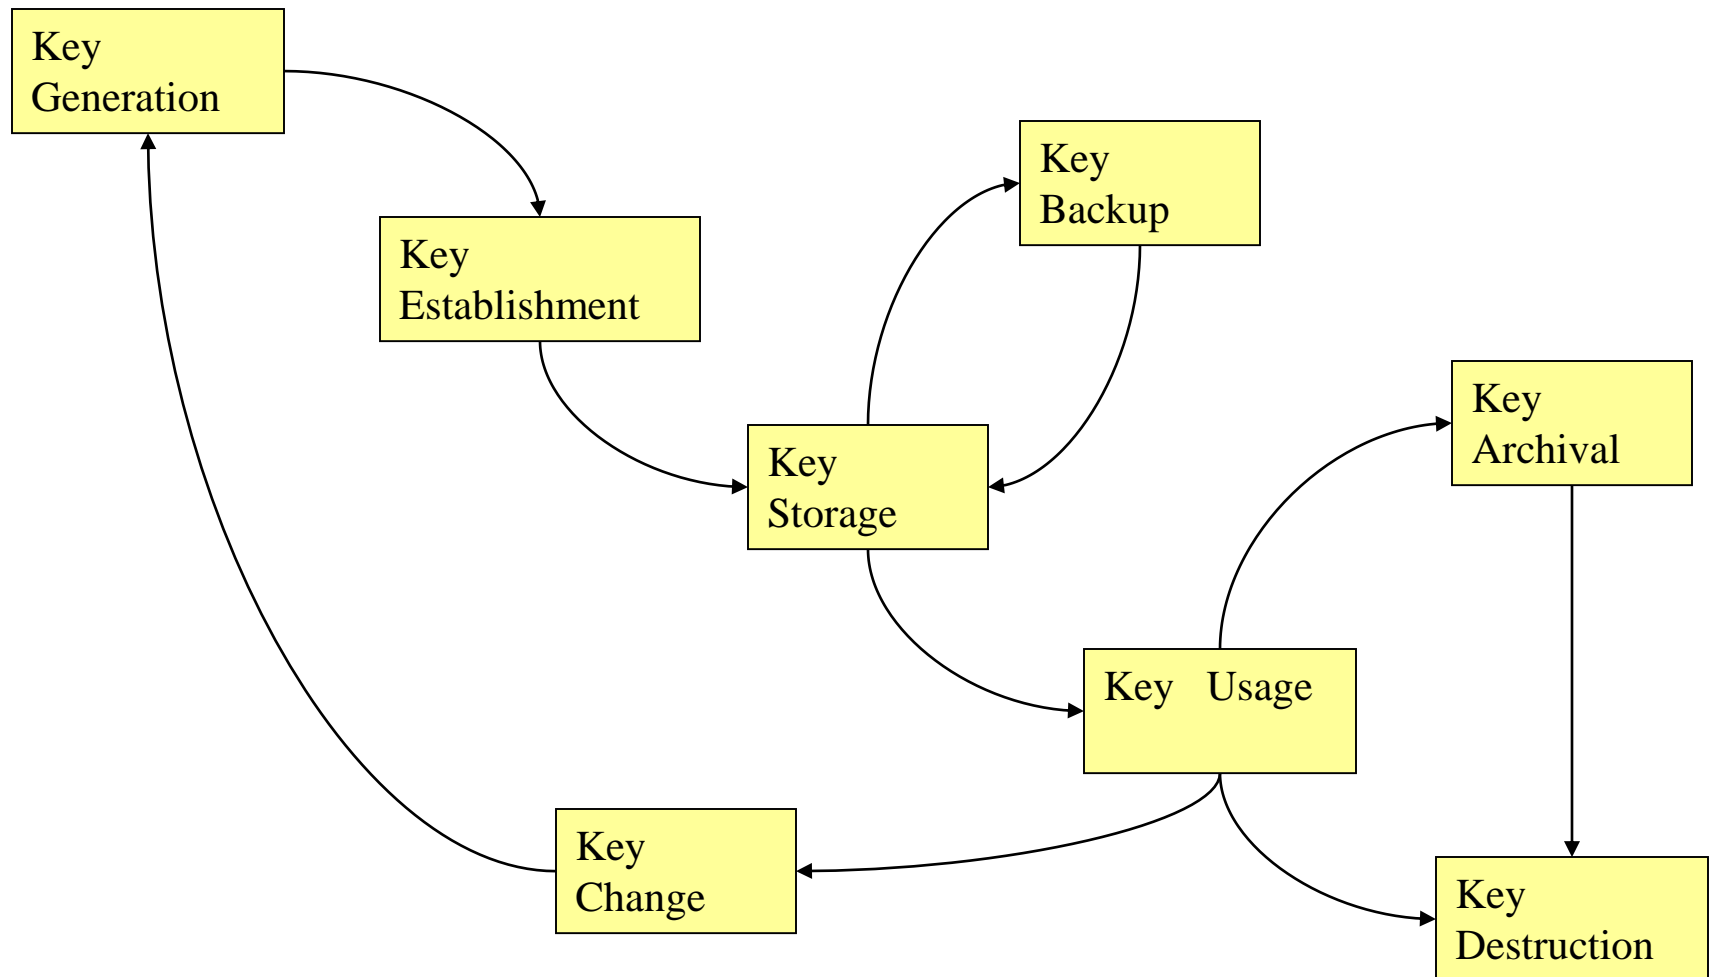 Key
Generation
Key
Backup
Key
Establishment
Key
Archival
Key
Storage
Key Usage
Key
Change
Key
Destruction